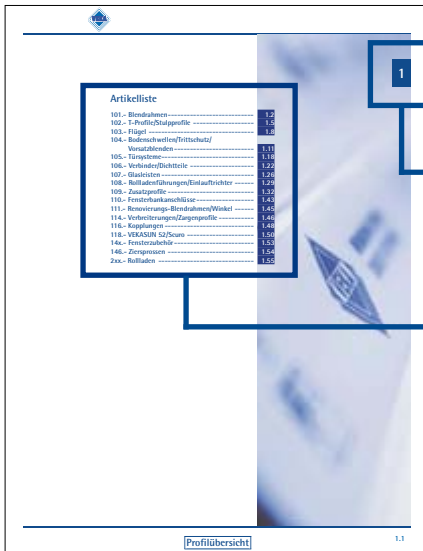 VEKA
1
Artikelliste
101.- Blendrahmen 1.2
102.- T-Profile/Stulpprofile 1.5
103.- Flügel 1.8
104.- Bodenschwellen/Trittschutz/
Vorsatzblenden 1.11
105.- Türsysteme 1.18
106.- Verbinder/Dichtteile 1.22
107.- Glasleisten 1.26
108.- Rollladenführungen/Einlauftrichter 1.29
109.- Zusatzprofile 1.32
110.- Fensterbankanschlüsse 1.43
111.- Renovierungs-Blendrahmen/Winkel 1.45
114.- Verbreiterungen/Zargenprofile 1.46
116.- Kopplungen 1.48
118.- VEKASUN 52/Scuro 1.50
14x.- Fensterzubehör 1.53
146.- Ziersprossen 1.54
2xx.- Rollladen 1.55
Profilübersicht
1.1